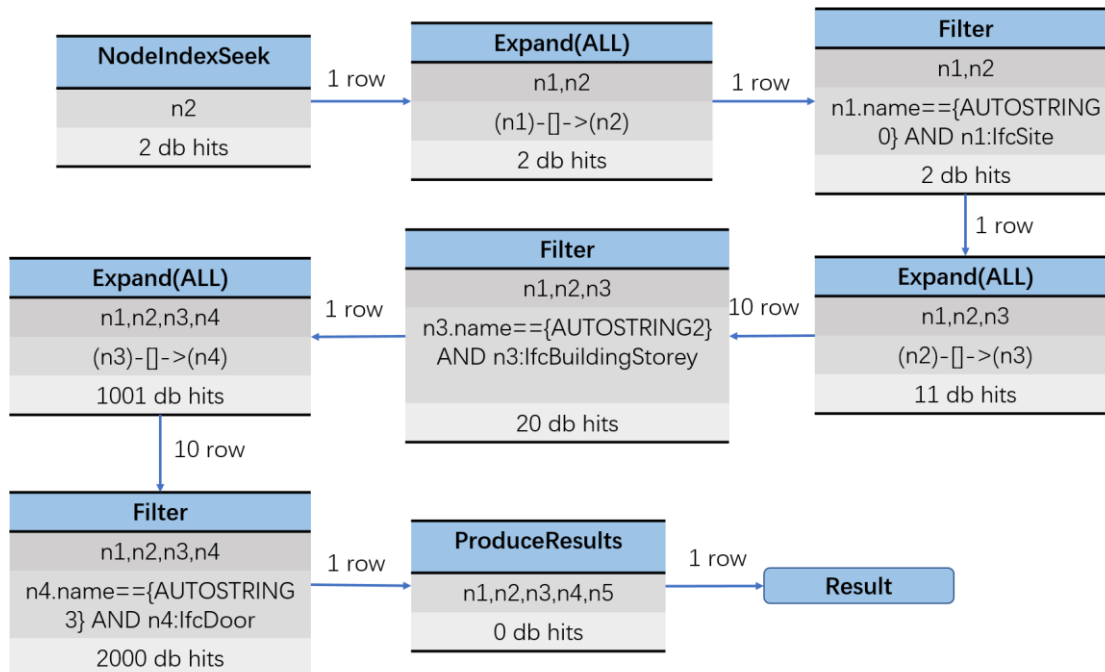 NodeIndexSeek
n2
2 db hits
1 row
Expand(ALL)
n1,n2
(n1)-[]->(n2)
2 db hits
1 row
Filter
n1,n2
n1.name=={AUTOSTRING
0} AND n1:IfcSite
2 db hits
1 row
Expand(ALL)
n1,n2,n3
(n2)-[]->(n3)
11 db hits
10 row
Filter
n1,n2,n3
n3.name=={AUTOSTRING2}
AND n3:IfcBuildingStorey
20 db hits
1 row
Expand(ALL)
n1,n2,n3,n4
(n3)-[]->(n4)
1001 db hits
10 row
Filter
n1,n2,n3,n4
n4.name=={AUTOSTRING
3} AND n4:IfcDoor
2000 db hits
1 row
ProduceResults
n1,n2,n3,n4,n5
0 db hits
1 row
Result